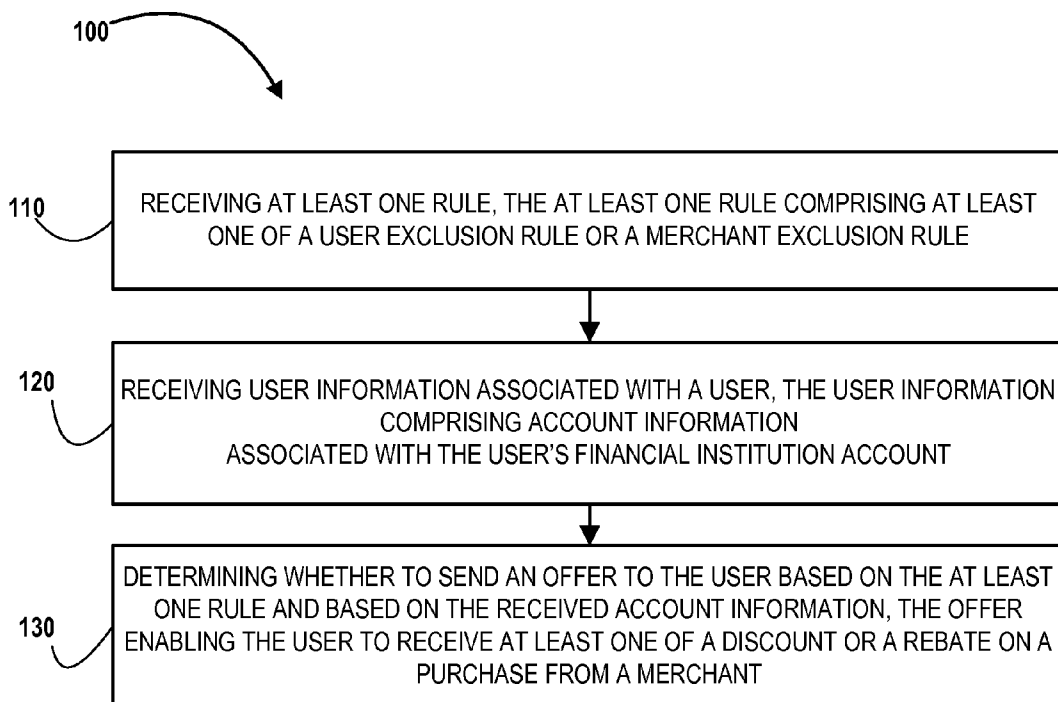 100
110
RECEIVING AT LEAST ONE RULE, THE AT LEAST ONE RULE COMPRISING AT LEAST
ONE OF A USER EXCLUSION RULE OR A MERCHANT EXCLUSION RULE
120
RECEIVING USER INFORMATION ASSOCIATED WITH A USER, THE USER INFORMATION
COMPRISING ACCOUNT INFORMATION
ASSOCIATED WITH THE USER'S FINANCIAL INSTITUTION ACCOUNT
130
DETERMINING WHETHER TO SEND AN OFFER TO THE USER BASED ON THE AT LEAST
ONE RULE AND BASED ON THE RECEIVED ACCOUNT INFORMATION, THE OFFER
ENABLING THE USER TO RECEIVE AT LEAST ONE OF A DISCOUNT OR A REBATE ON A
PURCHASE FROM A MERCHANT